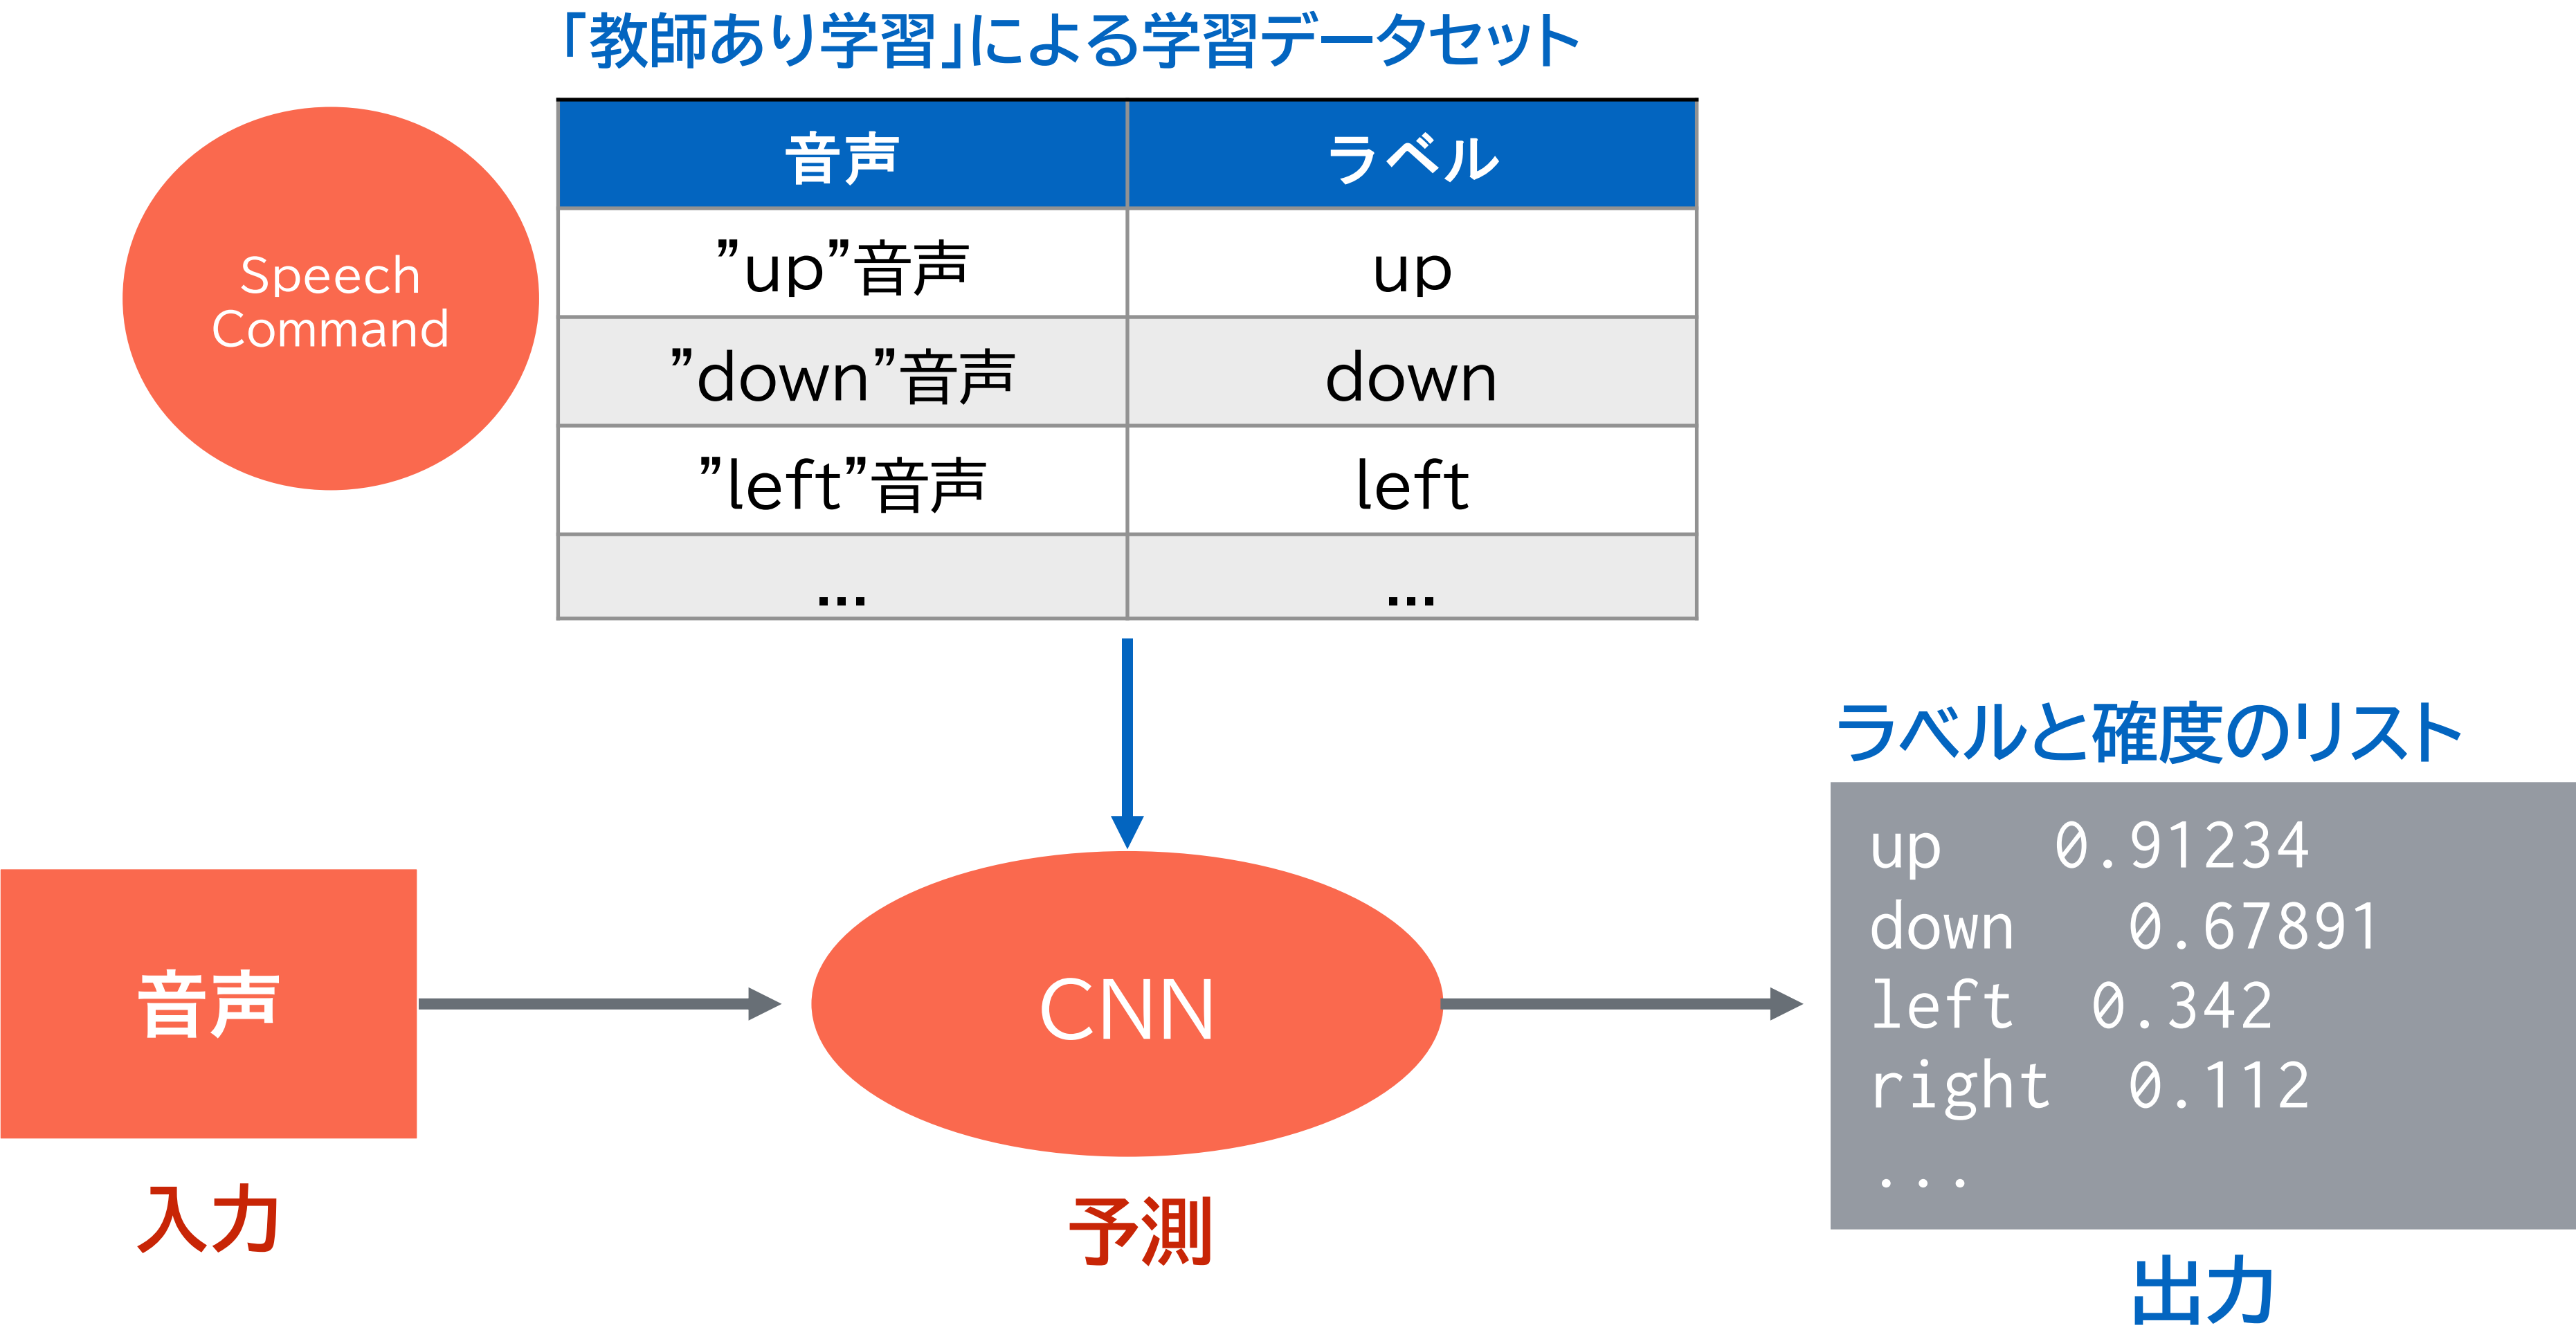 「教師あり学習」による学習データセット
Speech
Command
音声 ラベル
”up”音声 up
”down”音声 down
”left”音声 left
... ...
ラベルと確度のリスト
up 0.91234
down 0.67891
left 0.342
right 0.112
...
音声
CNN
入力
予測
出力